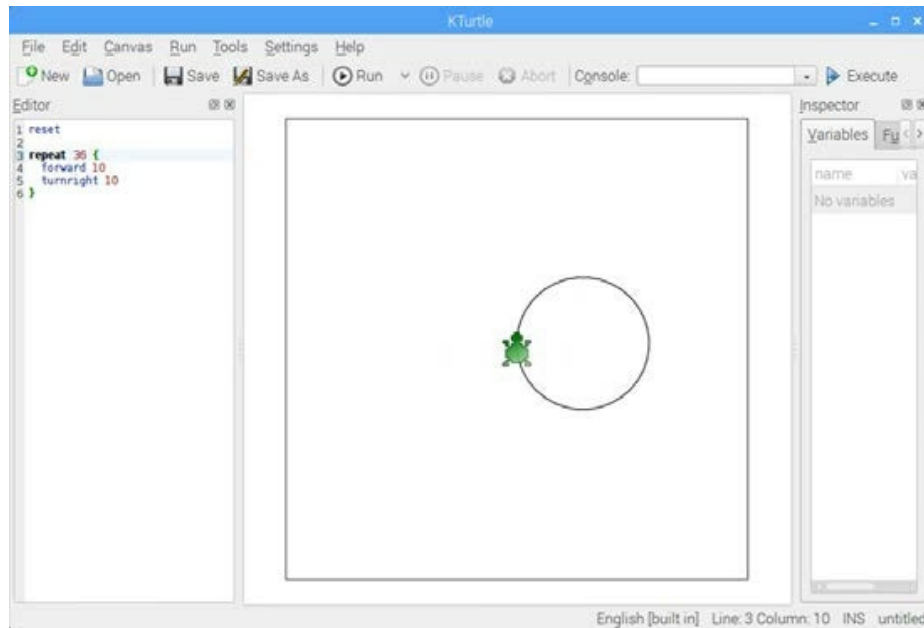 KTurtle
File Edit Canvas Run Tools Settings Help
New Open Save Save As Run Pause Abort Console: Execute
Editor
1 reset
2
3 repeat 36 {
4 forward 10
5 turnright 10
6 }
Inspector
Variables Fu
name va
No variables
English [built in] Line: 3 Column: 10 INS untitled